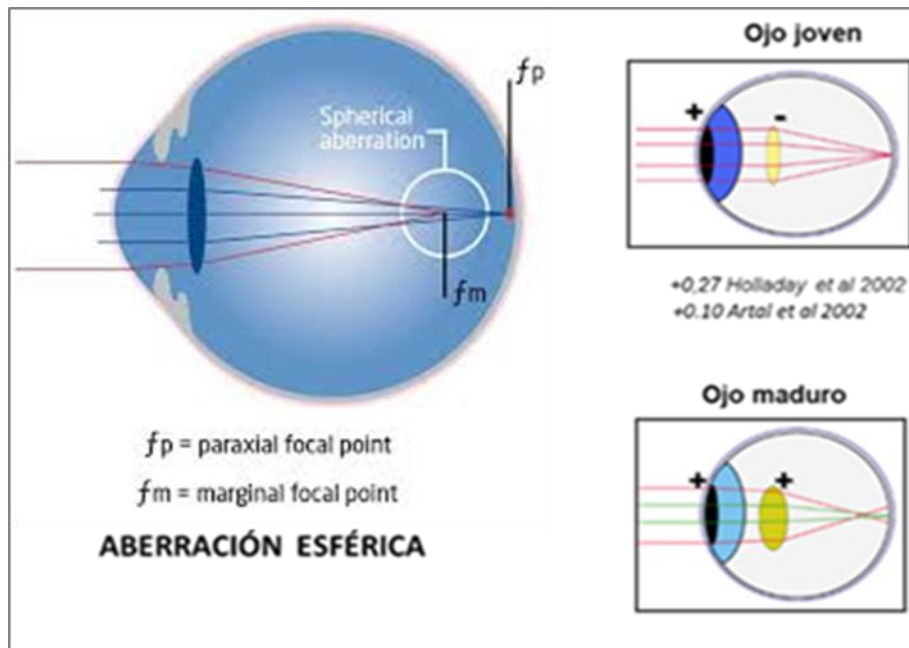 fp
Spherical
aberration
fm
fp = paraxial focal point
fm = marginal focal point
ABERRACIÓN ESFÉRICA
Ojo joven
+ -
+0,27 Holladay et al 2002
+0.10 Artal et al 2002
Ojo maduro
+ +